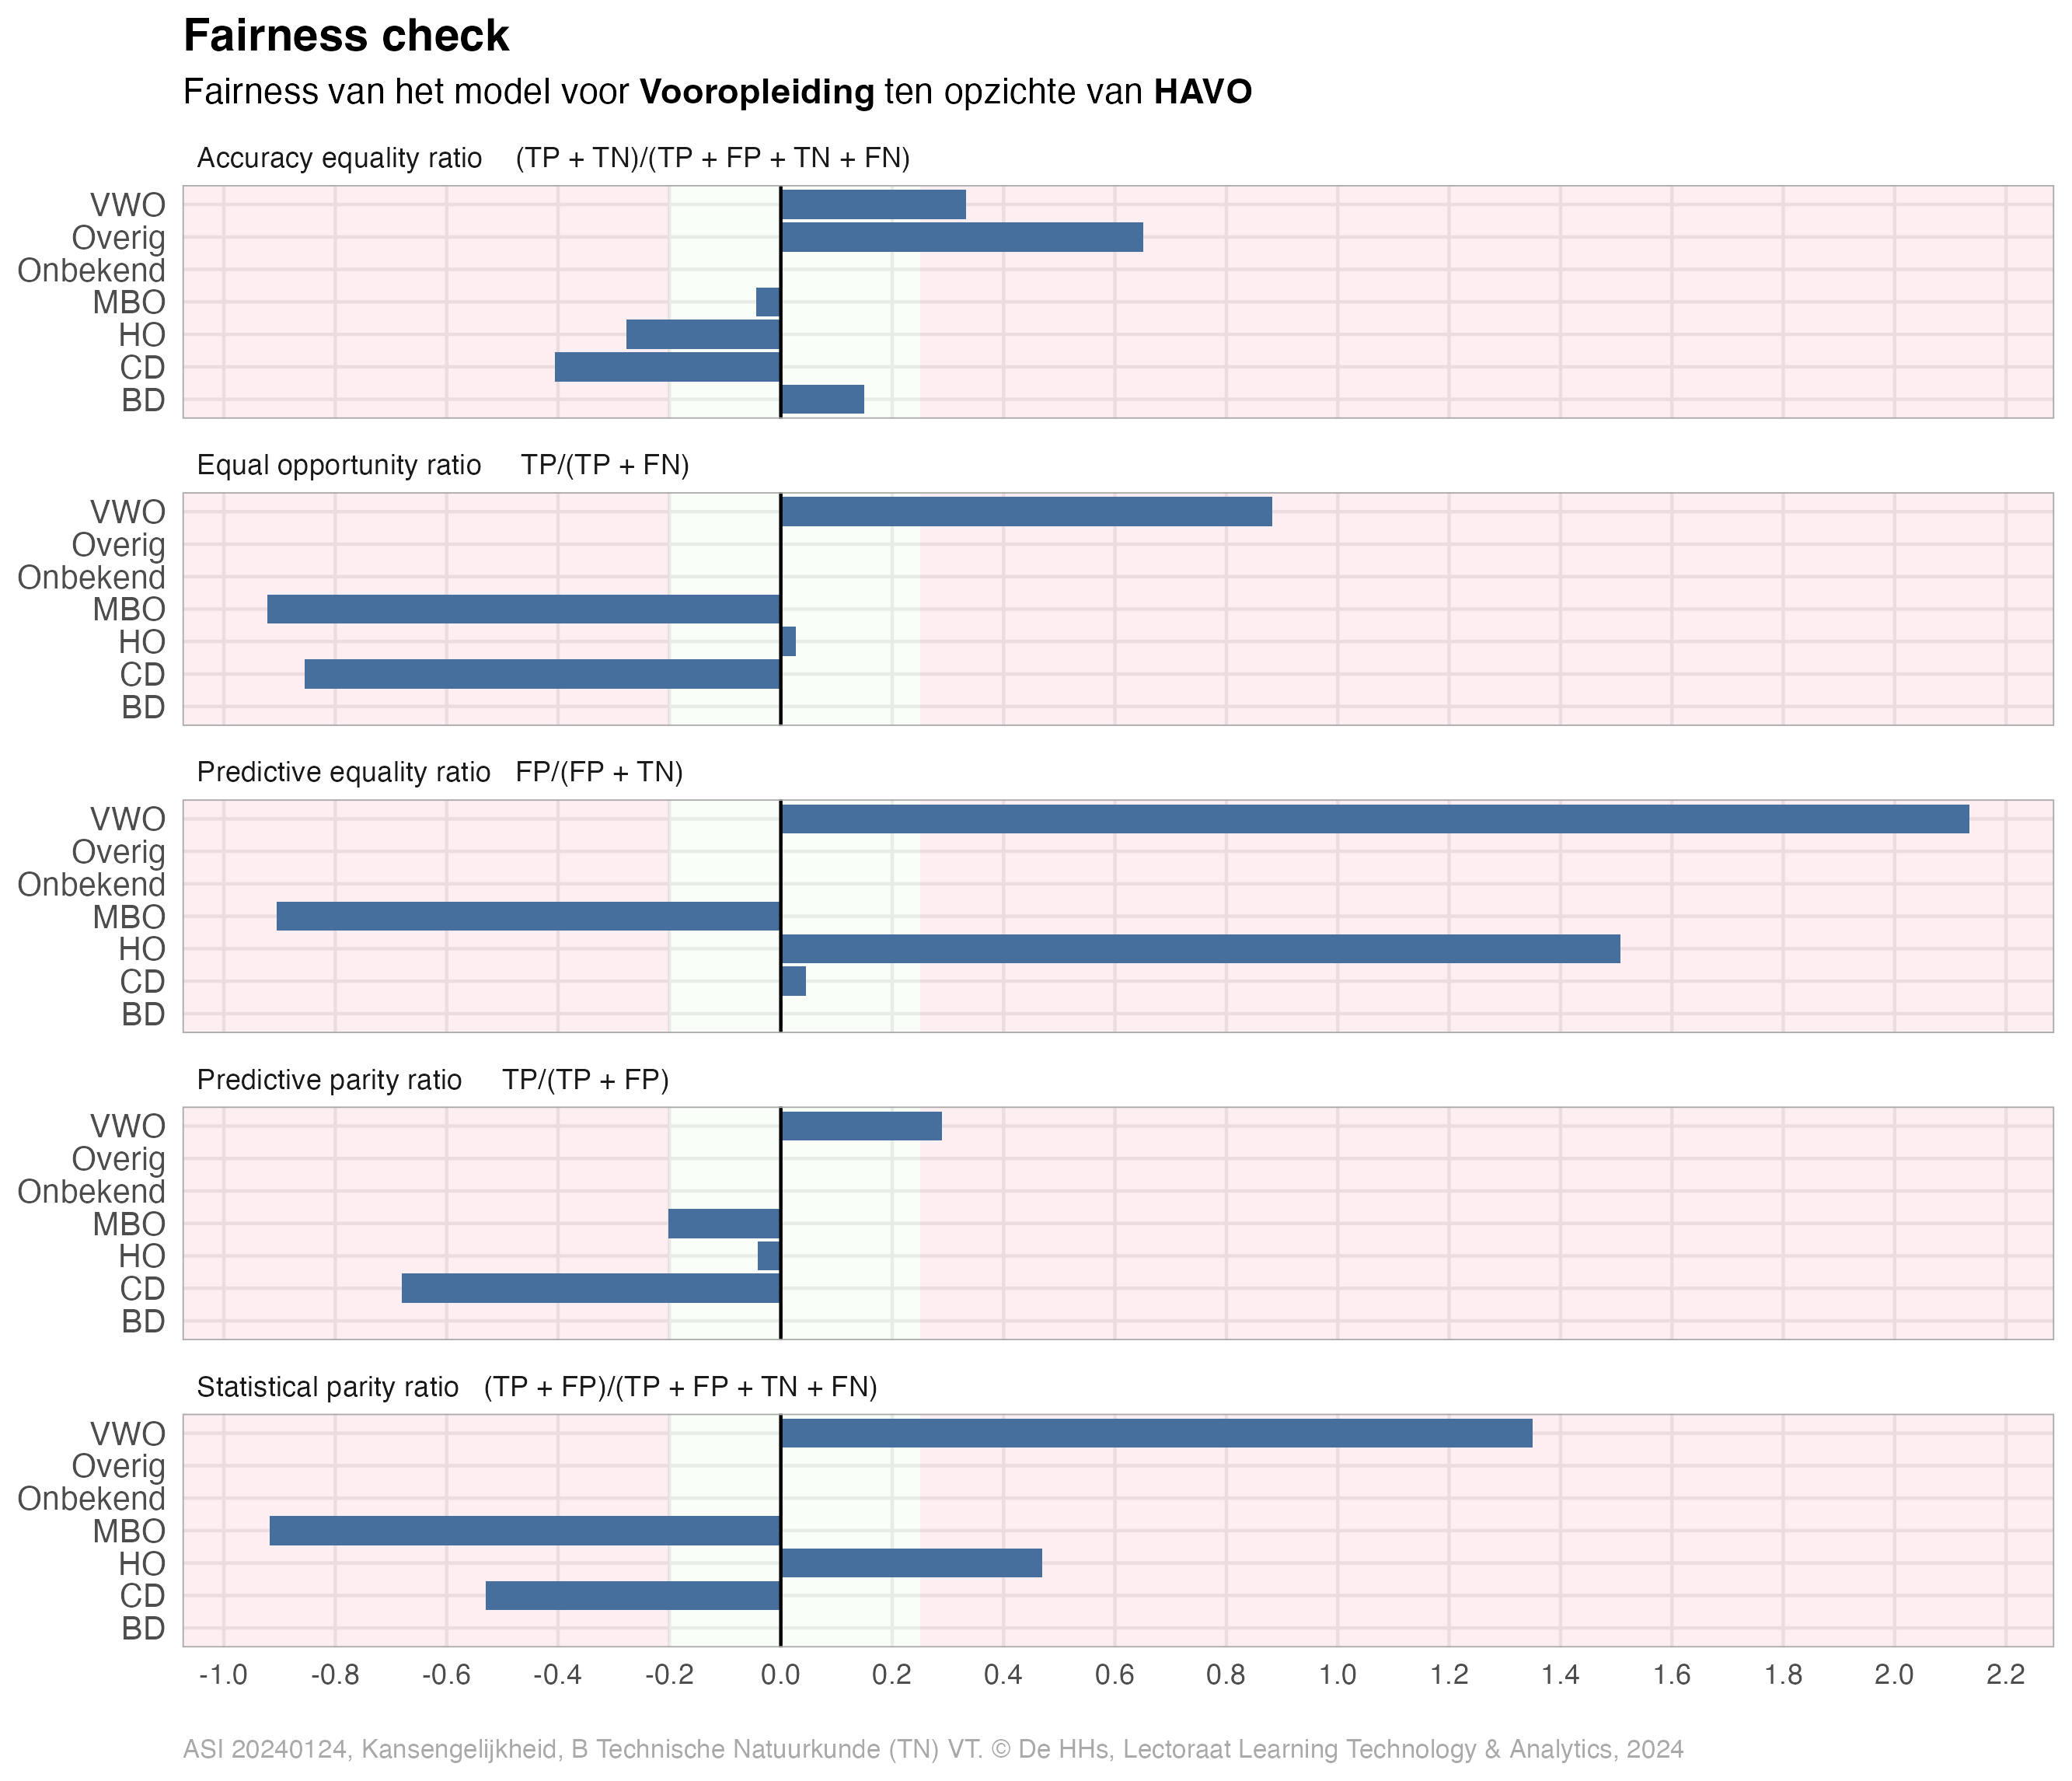 Fairness check
Fairness van het model voor Vooropleiding ten opzichte van HAVO
Accuracy equality ratio (TP + TN)/(TP + FP + TN + FN)
VWO
Overig
Onbekend
MBO
HO
CD
BD
Equal opportunity ratio TP/(TP + FN)
VWO
Overig
Onbekend
MBO
HO
CD
BD
Predictive equality ratio FP/(FP + TN)
VWO
Overig
Onbekend
MBO
HO
CD
BD
Predictive parity ratio TP/(TP + FP)
VWO
Overig
Onbekend
MBO
HO
CD
BD
Statistical parity ratio (TP + FP)/(TP + FP + TN + FN)
VWO
Overig
Onbekend
MBO
HO
CD
BD
-1.0 -0.8 -0.6 -0.4 -0.2 0.0 0.2 0.4 0.6 0.8 1.0 1.2 1.4 1.6 1.8 2.0 2.2
ASI 20240124, Kansengelijkheid, B Technische Natuurkunde (TN) VT. © De HHs, Lectoraat Learning Technology & Analytics, 2024